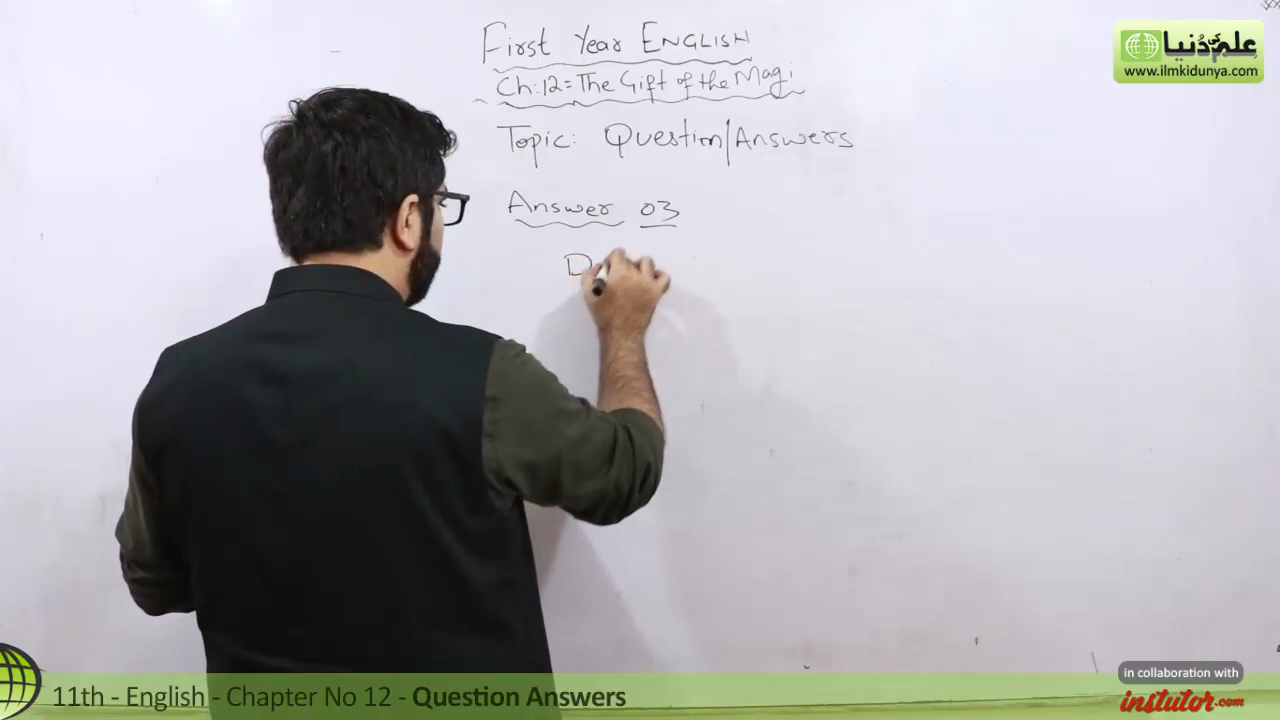 First Year ENGLISH
Ch:12=The Gift of the Magi
Topic: Question/Answers
Answer 03
D
علم کی دُنیا
www.ilmkidunya.com
in collaboration with
instutor.com
11th - English - Chapter No 12 - Question Answers